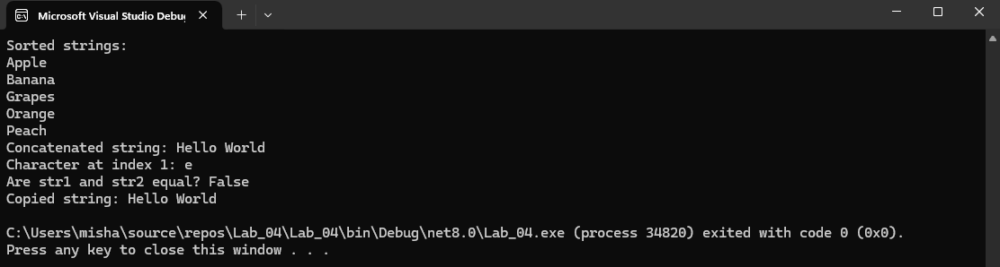 Microsoft Visual Studio Debug
Sorted strings:
Apple
Banana
Grapes
Orange
Peach
Concatenated string: Hello World
Character at index 1: e
Are str1 and str2 equal? False
Copied string: Hello World
C:\Users\misha\source\repos\Lab_04\Lab_04\bin\Debug\net8.0\Lab_04.exe (process 34820) exited with code 0 (0x0).
Press any key to close this window . . .